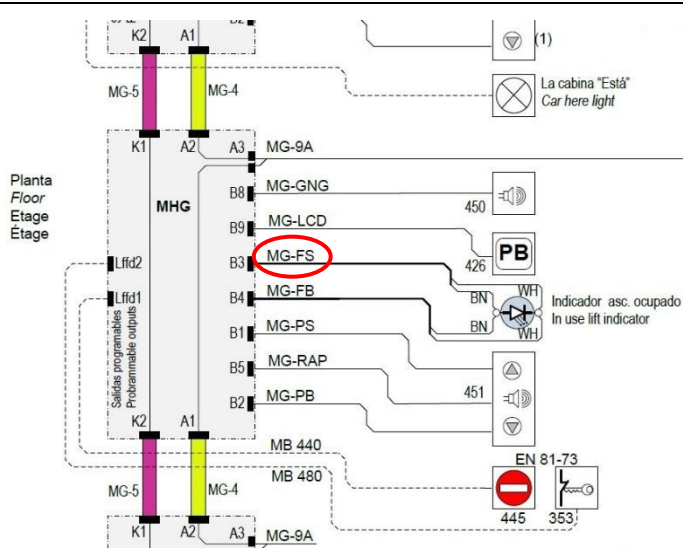 K2 A1
(1)
MG-5 MG-4
La cabina "Está"
Car here light
K1 A2 A3 MG-9A
Planta
Floor
Etage
Étage
MHG
B8 MG-GNG
450
B9 MG-LCD
426 PB
B3 MG-FS
Lffd2
BN WH
B4 MG-FB
Lffd1
Indicador asc. ocupado
In use lift indicator
BN WH
B1 MG-PS
B5 MG-RAP
451
B2 MG-PB
Salidas programables
Probrammable outputs
K2 A1
MB 440
EN 81-73
MB 480
MG-5 MG-4
445 353
K1 A2 A3 MG-9A